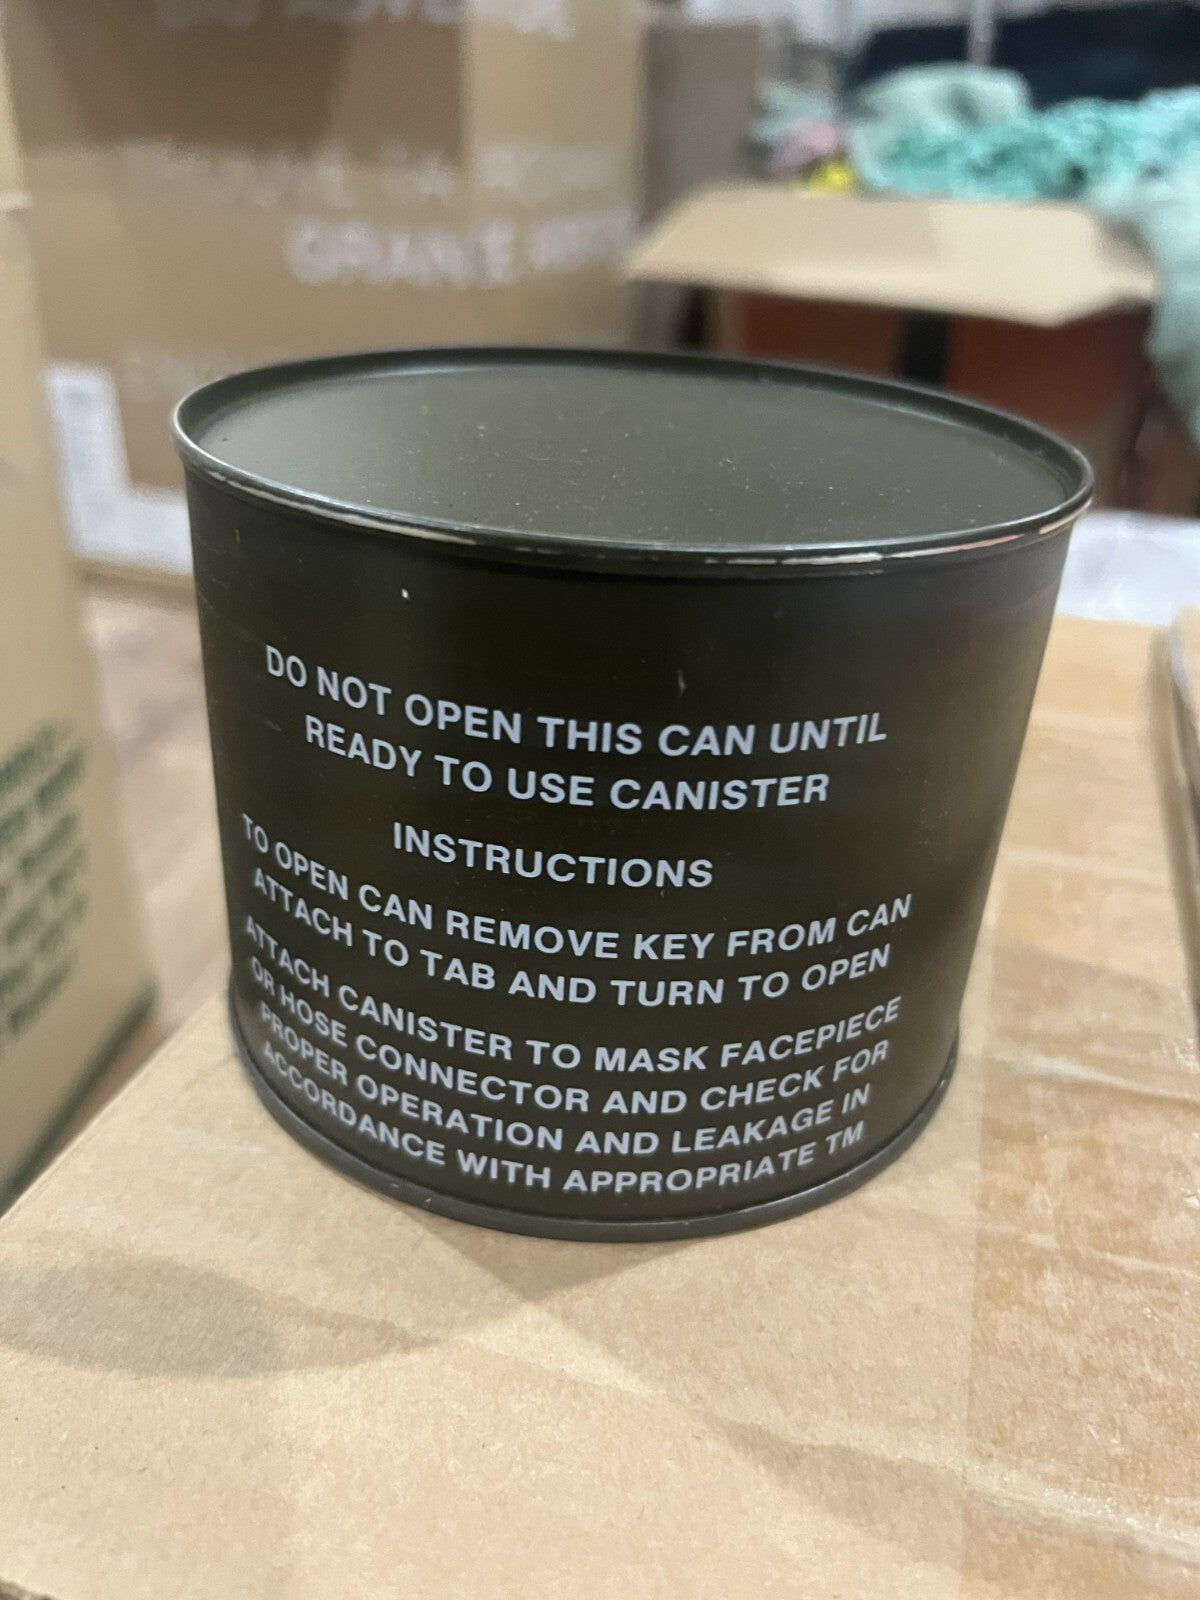 DO NOT OPEN THIS CAN UNTIL
READY TO USE CANISTER
INSTRUCTIONS
TO OPEN CAN REMOVE KEY FROM CAN
ATTACH TO TAB AND TURN TO OPEN
ATTACH CANISTER TO MASK FACEPIECE
OR HOSE CONNECTOR AND CHECK FOR
PROPER OPERATION AND LEAKAGE IN
ACCORDANCE WITH APPROPRIATE TM